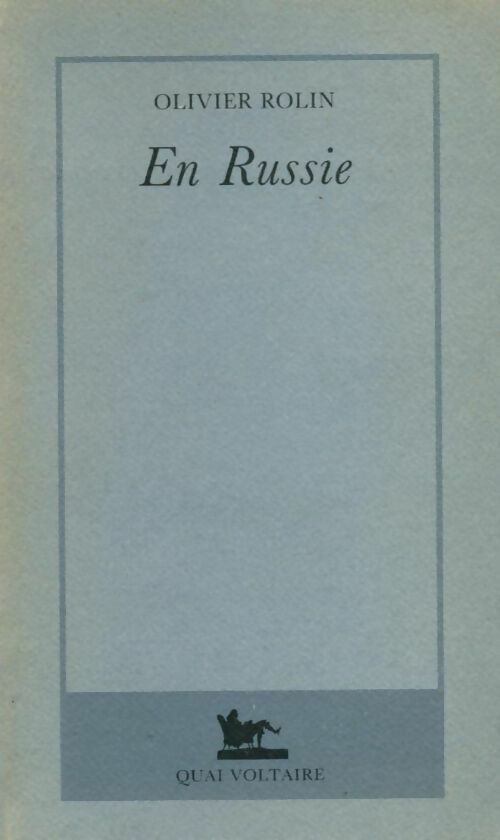 OLIVIER ROLIN
En Russie
QUAI VOLTAIRE